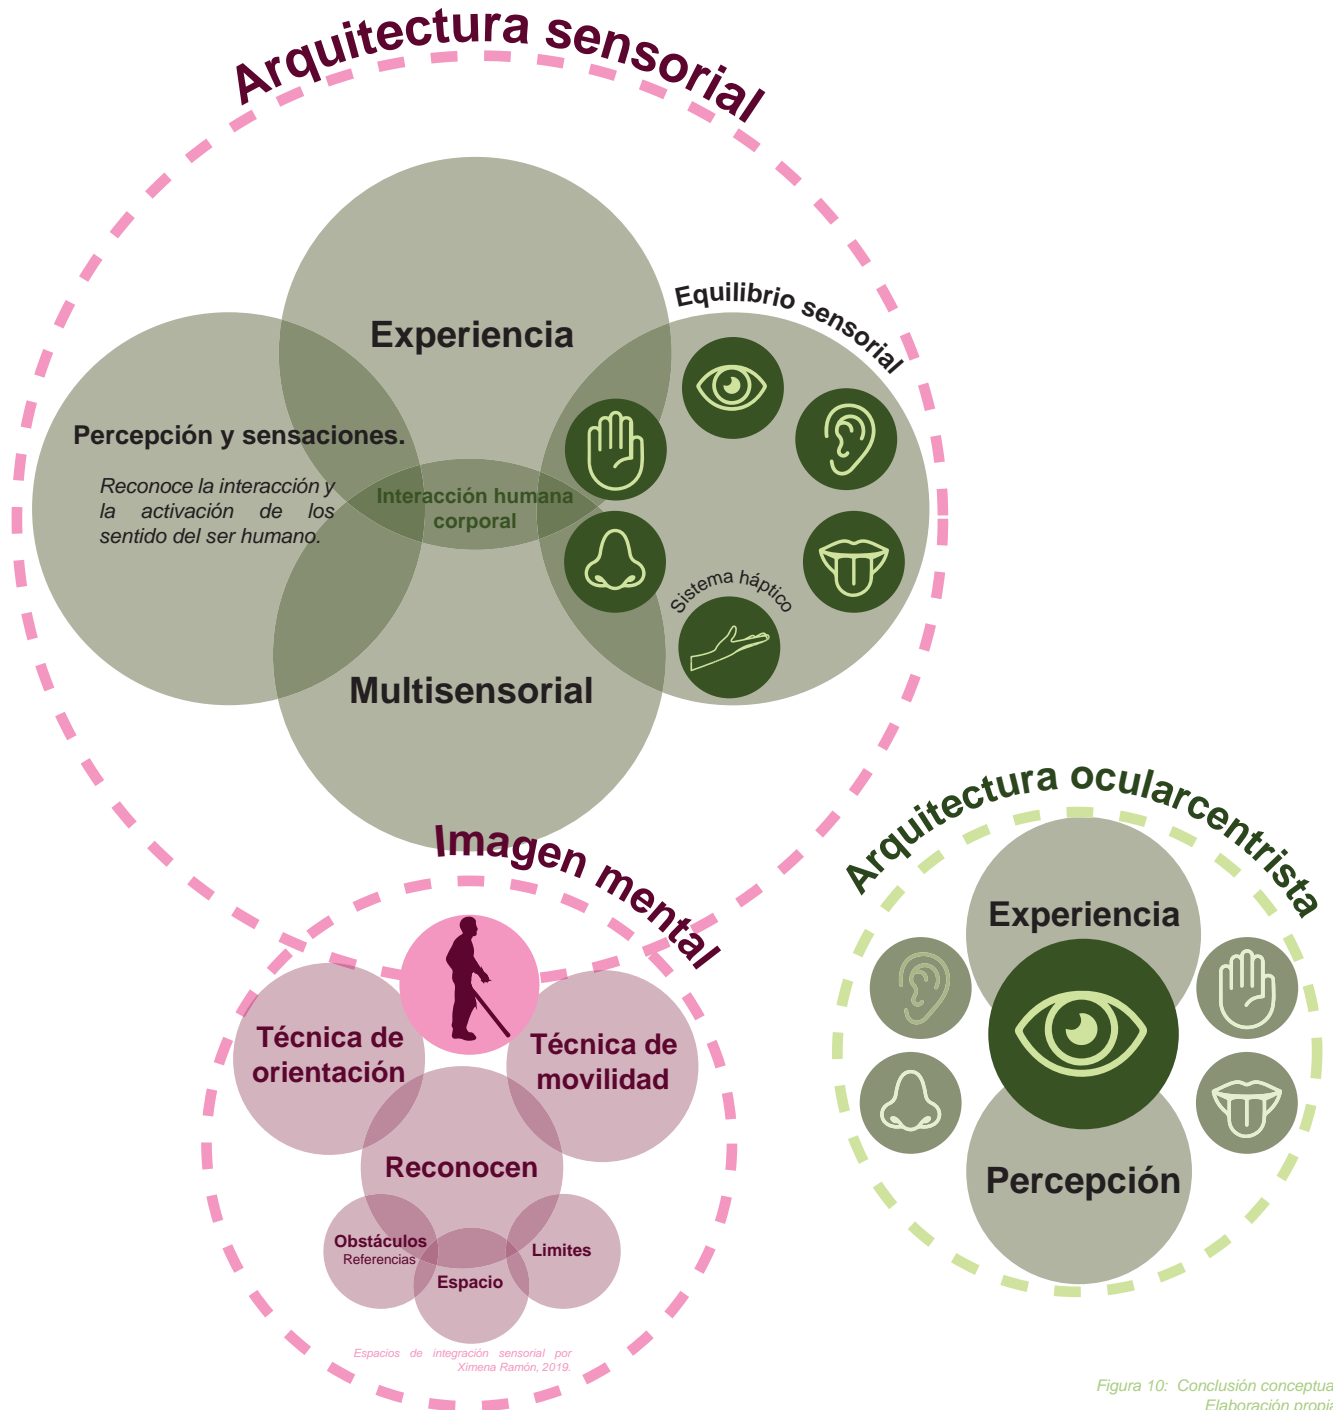 Arquitectura sensorial
Experiencia
Equilibrio sensorial
Percepción y sensaciones.
Reconoce la interacción y
la activación de los
sentido del ser humano.
Interacción humana
corporal
Sistema háptico
Multisensorial
Imagen mental
Técnica de
orientación
Técnica de
movilidad
Reconocen
Obstáculos
Referencias
Espacio
Limites
Espacios de integración sensorial por
Ximena Ramón, 2019.
Arquitectura ocularcentrista
Experiencia
Percepción
Figura 10: Conclusión conceptua
Elaboración propia